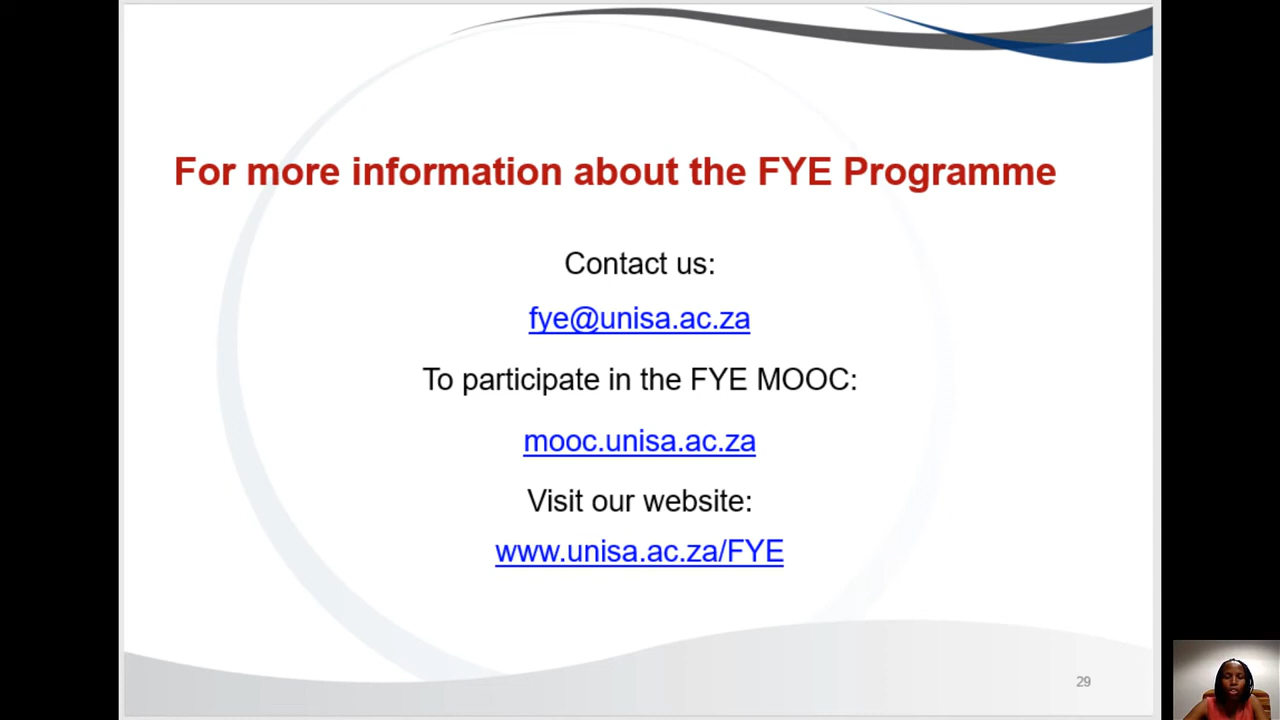 For more information about the FYE Programme
Contact us:
fye@unisa.ac.za
To participate in the FYE MOOC:
mooc.unisa.ac.za
Visit our website:
www.unisa.ac.za/FYE
29